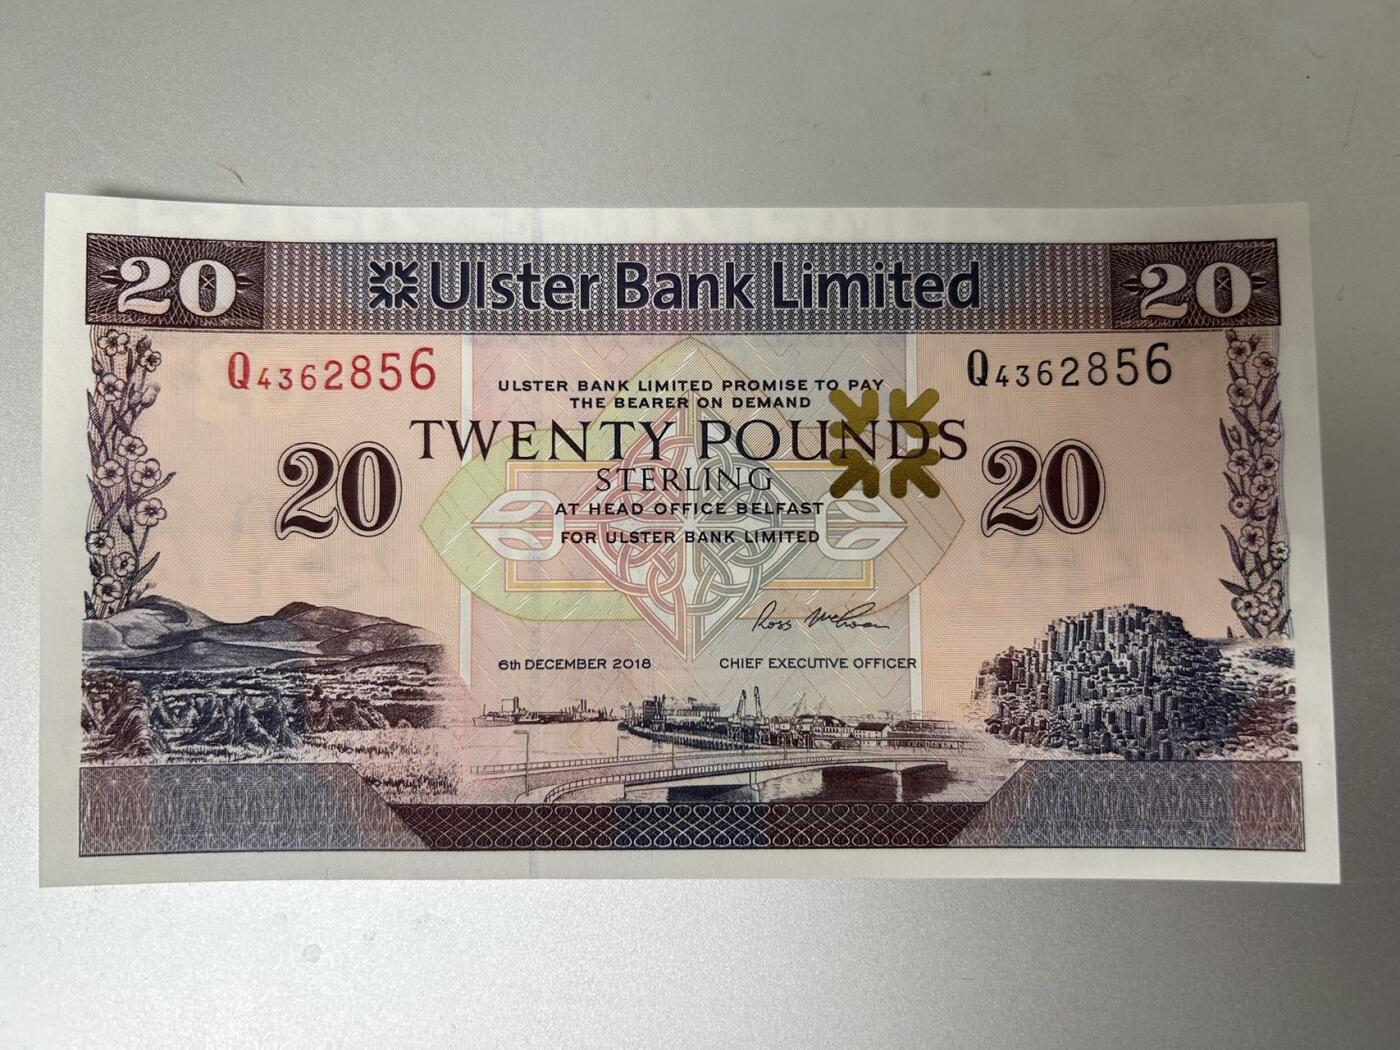 20 Ulster Bank Limited 20
Q4362856 Q4362856
ULSTER BANK LIMITED PROMISE TO PAY
THE BEARER ON DEMAND
TWENTY POUNDS
20 STERLING 20
AT HEAD OFFICE BELFAST
FOR ULSTER BANK LIMITED
6th DECEMBER 2018 CHIEF EXECUTIVE OFFICER